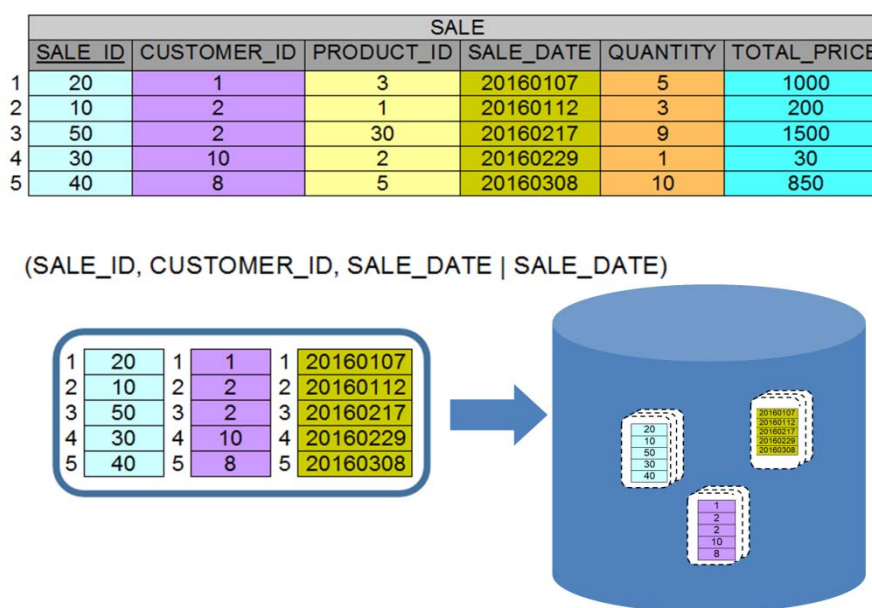 SALE
SALE_ID CUSTOMER_ID PRODUCT_ID SALE_DATE QUANTITY TOTAL_PRICE
1 20 1 3 20160107 5 1000
2 10 2 1 20160112 3 200
3 50 2 30 20160217 9 1500
4 30 10 2 20160229 1 30
5 40 8 5 20160308 10 850
(SALE_ID, CUSTOMER_ID, SALE_DATE | SALE_DATE)
1 20 1 1 1 20160107
2 10 2 2 2 20160112
3 50 3 2 3 20160217
4 30 4 10 4 20160229
5 40 5 8 5 20160308
20
10
50
30
40
20160107
20160112
20160217
20160229
20160308
1
2
2
10
8